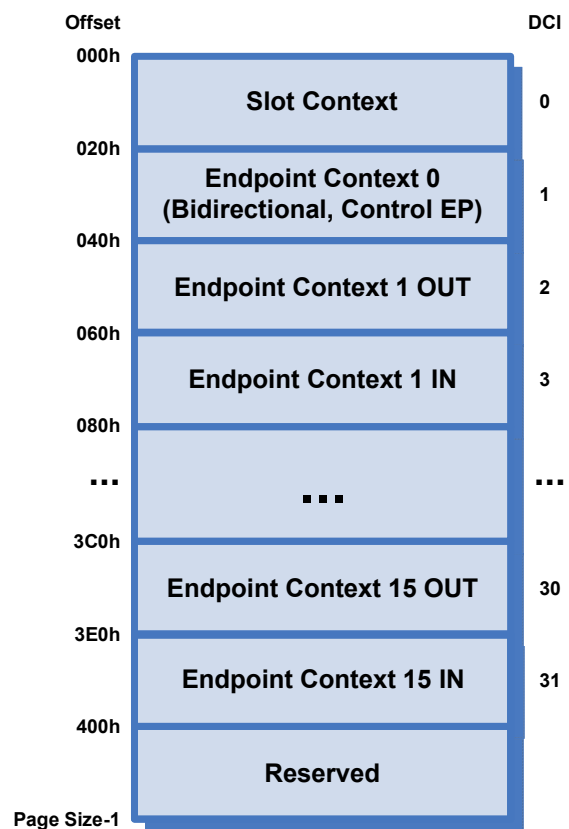 Offset DCI
000h
Slot Context 0
020h
Endpoint Context 0
(Bidirectional, Control EP) 1
040h
Endpoint Context 1 OUT 2
060h
Endpoint Context 1 IN 3
080h
... ... ...
3C0h
Endpoint Context 15 OUT 30
3E0h
Endpoint Context 15 IN 31
400h
Reserved
Page Size-1